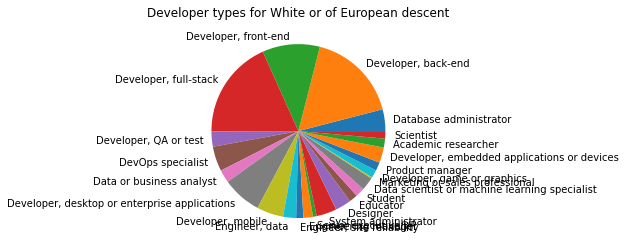 Developer types for White or of European descent
Developer, front-end
Developer, back-end
Developer, full-stack
Database administrator
Scientist
Developer, QA or test
Academic researcher
DevOps specialist
Developer, embedded applications or devices
Product manager
Data or business analyst
Developer, game or graphics
Marketing or sales professional
Data scientist or machine learning specialist
Student
Developer, desktop or enterprise applications
Educator
Designer
Developer, mobile
System administrator
Engineer, data
Engineer, site reliability